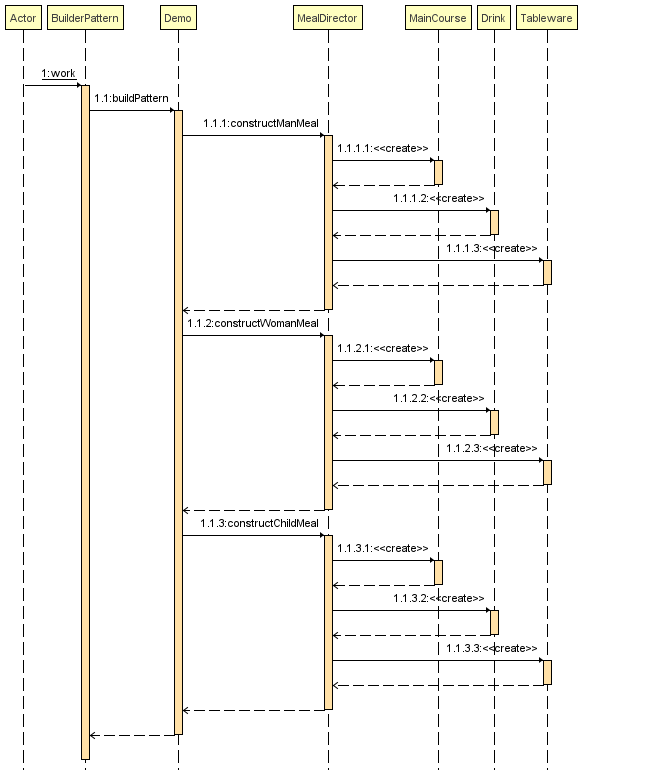 Actor BuilderPattern Demo MealDirector MainCourse Drink Tableware
1:work
1.1:buildPattern
1.1.1:constructManMeal
1.1.1.1:<<create>>
1.1.1.2:<<create>>
1.1.1.3:<<create>>
1.1.2:constructWomanMeal
1.1.2.1:<<create>>
1.1.2.2:<<create>>
1.1.2.3:<<create>>
1.1.3:constructChildMeal
1.1.3.1:<<create>>
1.1.3.2:<<create>>
1.1.3.3:<<create>>